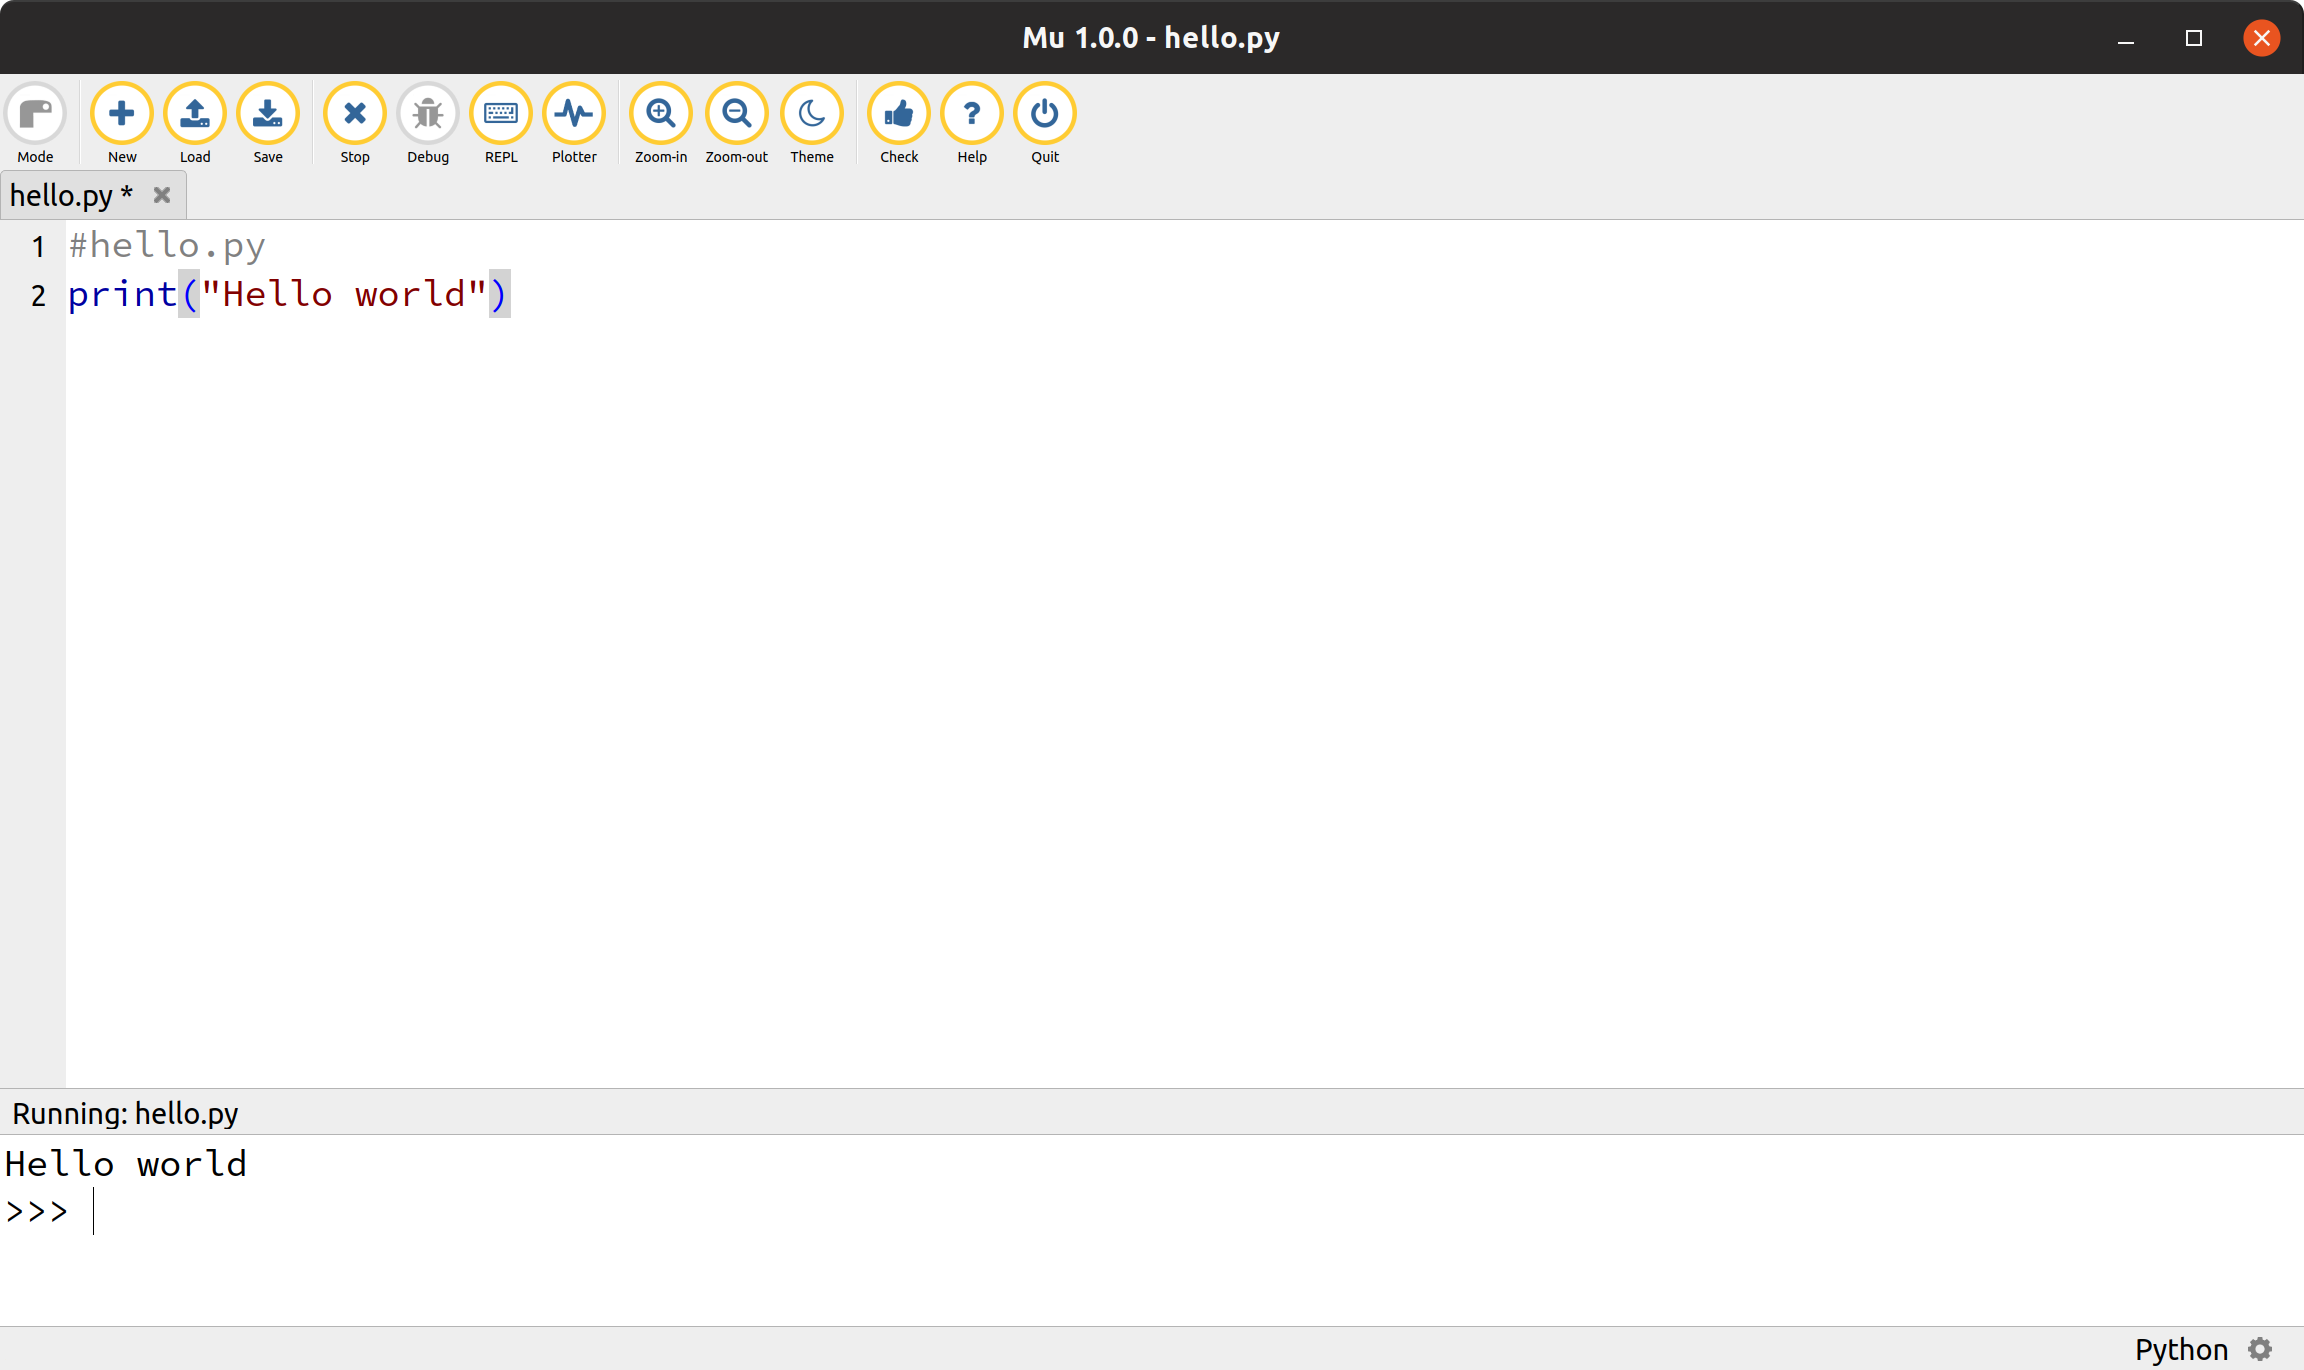 Mu 1.0.0 - hello.py
Mode New Load Save Stop Debug REPL Plotter Zoom-in Zoom-out Theme Check Help Quit
hello.py *
1 #hello.py
2 print("Hello world")
Running: hello.py
Hello world
>>>
Python